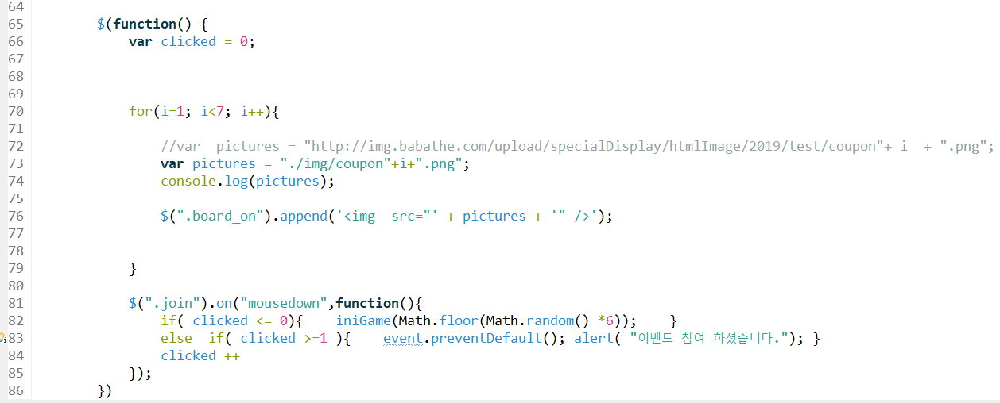 64
65 $(function() {
66 var clicked = 0;
67
68
69
70 for(i=1; i<7; i++){
71
72 //var  pictures = "http://img.babathe.com/upload/specialDisplay/htmlImage/2019/test/coupon"+ i  + ".png";
73 var pictures = "./img/coupon"+i+".png";
74 console.log(pictures);
75
76 $(".board_on").append('<img  src="' + pictures + '" />');
77
78
79 }
80
81 $(".join").on("mousedown",function(){
82 if( clicked <= 0){    iniGame(Math.floor(Math.random() *6));    }
83 else  if( clicked >=1 ){    event.preventDefault(); alert( "이벤트 참여 하셨습니다."); }
84 clicked ++
85 });
86 })